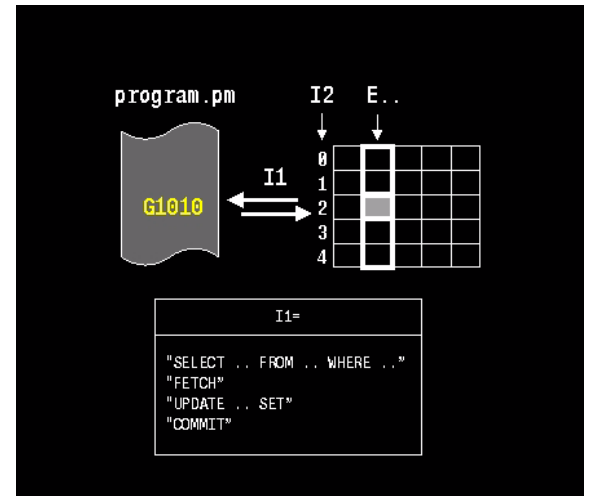 program.pm
I2 E..
0
I1
1
G1010
2
3
4
I1=
"SELECT .. FROM .. WHERE .."
"FETCH"
"UPDATE .. SET"
"COMMIT"